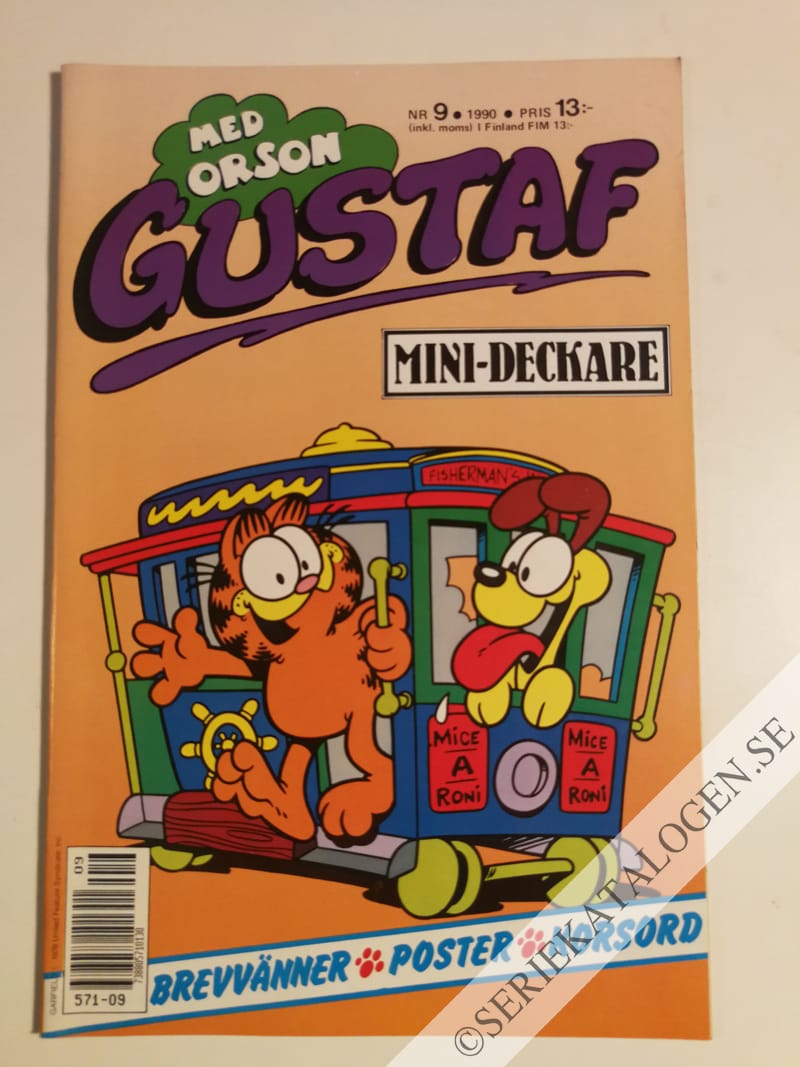 MED
ORSON
NR 9 • 1990 • PRIS 13:-
(inkl. moms) I Finland FIM 13:-
GUSTAF
MINI-DECKARE
FISHERMAN'S
MICE
A
RONI
MICE
A
RONI
09
738805710130
571-09
BREVVÄNNER POSTER KORSORD
©SERIEKATALOGEN.SE